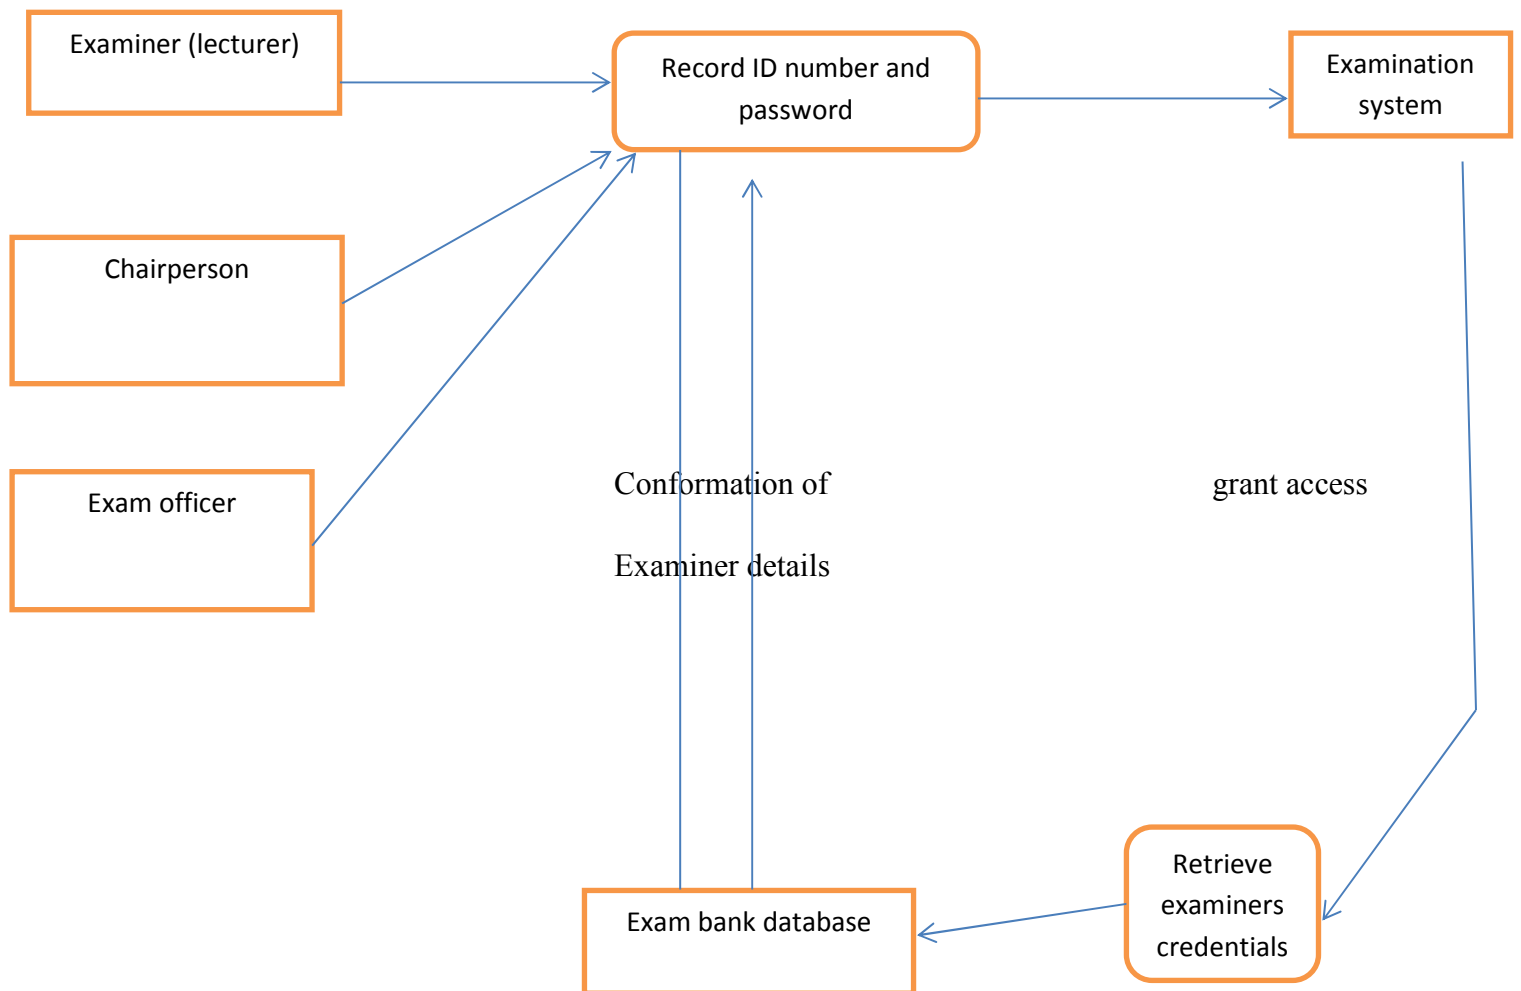 Examiner (lecturer)
Record ID number and
password
Examination
system
Chairperson
Exam officer
Conformation of
Examiner details
grant access
Retrieve
examiners
credentials
Exam bank database